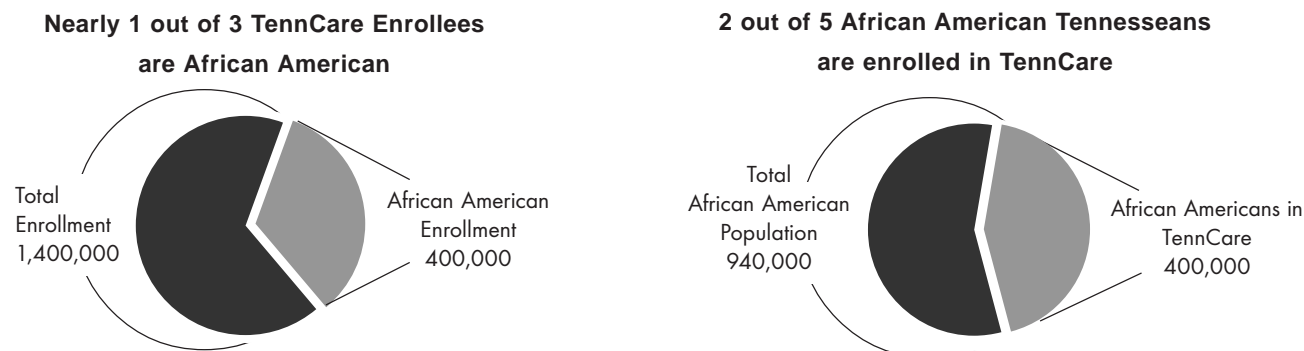 Nearly 1 out of 3 TennCare Enrollees
are African American
Total
Enrollment
1,400,000
African American
Enrollment
400,000
2 out of 5 African American Tennesseans
are enrolled in TennCare
Total
African American
Population
940,000
African Americans in
TennCare
400,000